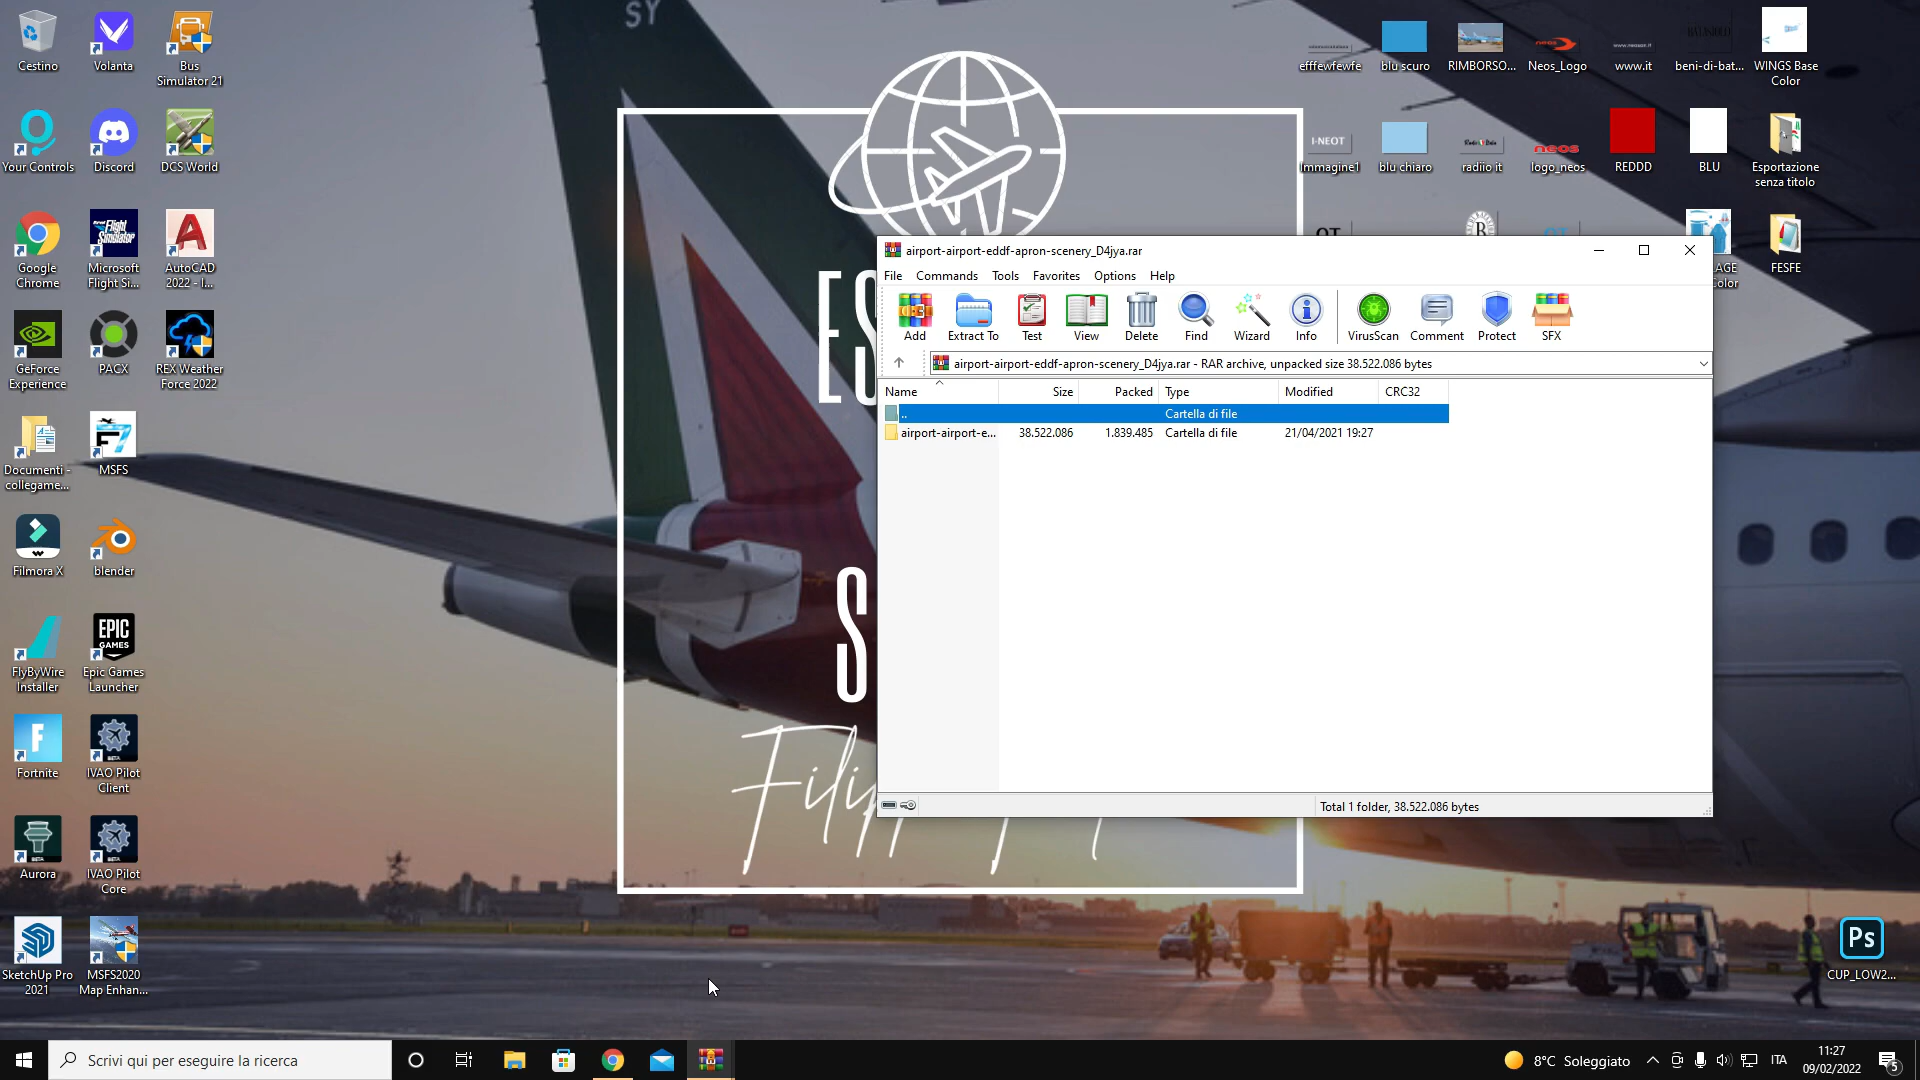 SY
Cestino
Volanta
Bus
Simulator 21
Your Controls
Discord
DCS World
Google
Chrome
Microsoft
Flight Si...
AutoCAD
2022 - I...
GeForce
Experience
PACX
REX Weather
Force 2022
Documenti -
collegame...
MSFS
Filmora X
blender
FlyByWire
Installer
EPIC
GAMES
Epic Games
Launcher
Fortnite
IVAO Pilot
Client
Aurora
IVAO Pilot
Core
SketchUp Pro
2021
MSFS2020
Map Enhan...
efffewfewfe
blu scuro
RIMBORSO...
Neos_Logo
www.it
beni-di-bat...
WINGS Base
Color
I-NEOT
Immagine1
blu chiaro
radiio it
neos
logo_neos
REDDD
BLU
Esportazione
senza titolo
FESFE
airport-airport-eddf-apron-scenery_D4jya.rar
File Commands Tools Favorites Options Help
Add Extract To Test View Delete Find Wizard Info VirusScan Comment Protect SFX
airport-airport-eddf-apron-scenery_D4jya.rar - RAR archive, unpacked size 38.522.086 bytes
Name Size Packed Type Modified CRC32
.. Cartella di file
airport-airport-e... 38.522.086 1.839.485 Cartella di file 21/04/2021 19:27
Total 1 folder, 38.522.086 bytes
Ps
CUP_LOW2...
Scrivi qui per eseguire la ricerca
8°C Soleggiato
ITA
11:27
09/02/2022
5